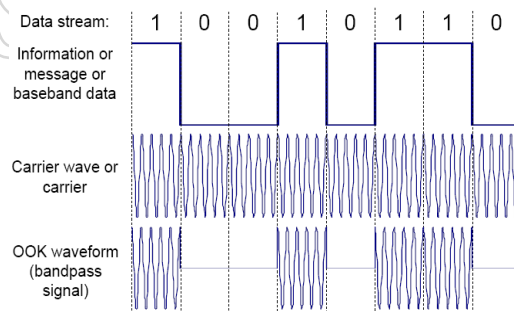 Data stream: 1 0 0 1 0 1 1 0
Information or
message or
baseband data
Carrier wave or
carrier
OOK waveform
(bandpass
signal)